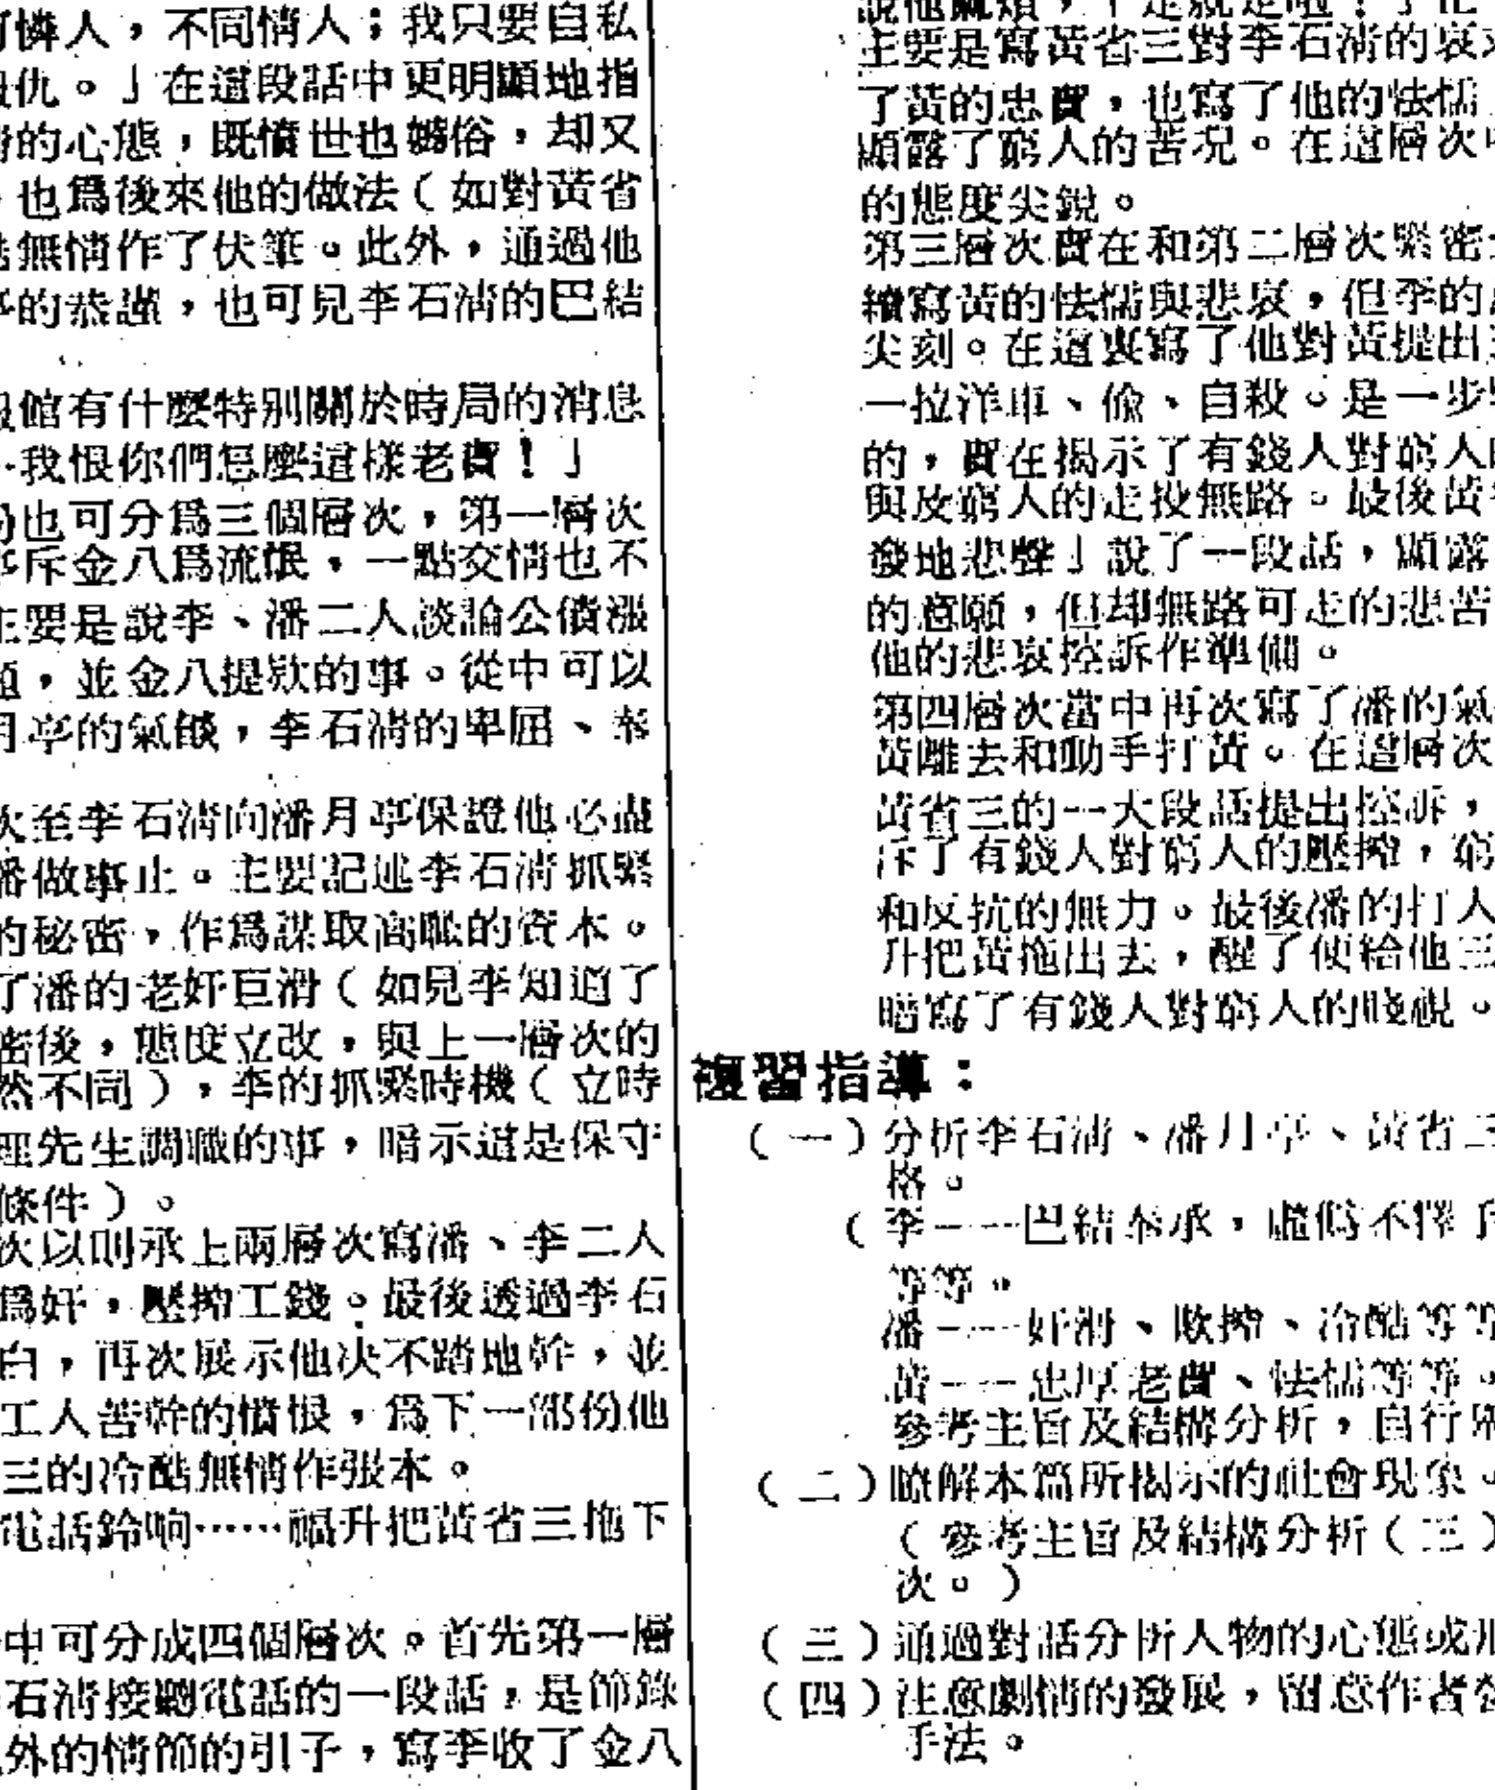 憐人，不同情人；我只要自私
仇。」在這段話中更明顯地指
的心態，既憤世也嫉俗，却又
也爲後來他的做法（如對黃省
無情作了伏筆。此外，通過他
的恭謹，也可見李石清的巴結
館有什麼特別關於時局的消息
我恨你們怎麼這樣老實！」
也可分爲三個層次，第一層次
斥金八爲流氓，一點交情也不
主要是說李、潘二人談論公債漲
，並金八提欵的事。從中可以
月亭的氣燄，李石清的卑屈、奉
次至李石清向潘月亭保證他必盡
潘做事止。主要記述李石清抓緊
的秘密，作爲謀取高職的資本。
了潘的老奸巨滑（如見李知道了
密後，態度立改，與上一層次的
然不同），李的抓緊時機（立時
理先生調職的事，暗示這是保守
條件）。
次以則承上兩層次寫潘、李二人
爲奸，壓搾工錢。最後透過李石
白，再次展示他決不踏地幹，並
工人苦幹的憤恨，爲下一部份他
三的冷酷無情作張本。
電話鈴响……福升把黃省三拖下
中可分成四個層次。首先第一層
石清接聽電話的一段話，是節錄
外的情節的引子，寫李收了金八
主要是寫黃省三對李石清的哀
了黃的忠實，也寫了他的怯懦
顯露了窮人的苦況。在這層次
的態度尖銳。
第三層次實在和第二層次緊密
續寫黃的怯懦與悲哀，但李的
尖刻。在這裏寫了他對黃提出
一拉洋車、偷、自殺。是一步
的，實在揭示了有錢人對窮人
與及窮人的走投無路。最後黃
發地悲聲」說了一段話，顯露
的意願，但却無路可走的悲苦
他的悲哀控訴作準備。
第四層次當中再次寫了潘的氣
黃離去和動手打黃。在這層次
黃省三的一大段話提出控訴，
斥了有錢人對窮人的壓搾，窮
和反抗的無力。最後潘的打人
升把黃拖出去，醒了便給他三
暗寫了有錢人對窮人的賤視。
複習指導：
（一）分析李石清、潘月亭、黃省三
格。
（李——巴結奉承，虛僞不擇
等等。
潘——奸滑、欺搾、冷酷等等
黃——忠厚老實、怯懦等等。
參考主旨及結構分析，自行
（二）瞭解本篇所揭示的社會現象。
（參考主旨及結構分析（三）
次。）
（三）通過對話分析人物的心態或
（四）注意劇情的發展，留意作者
手法。